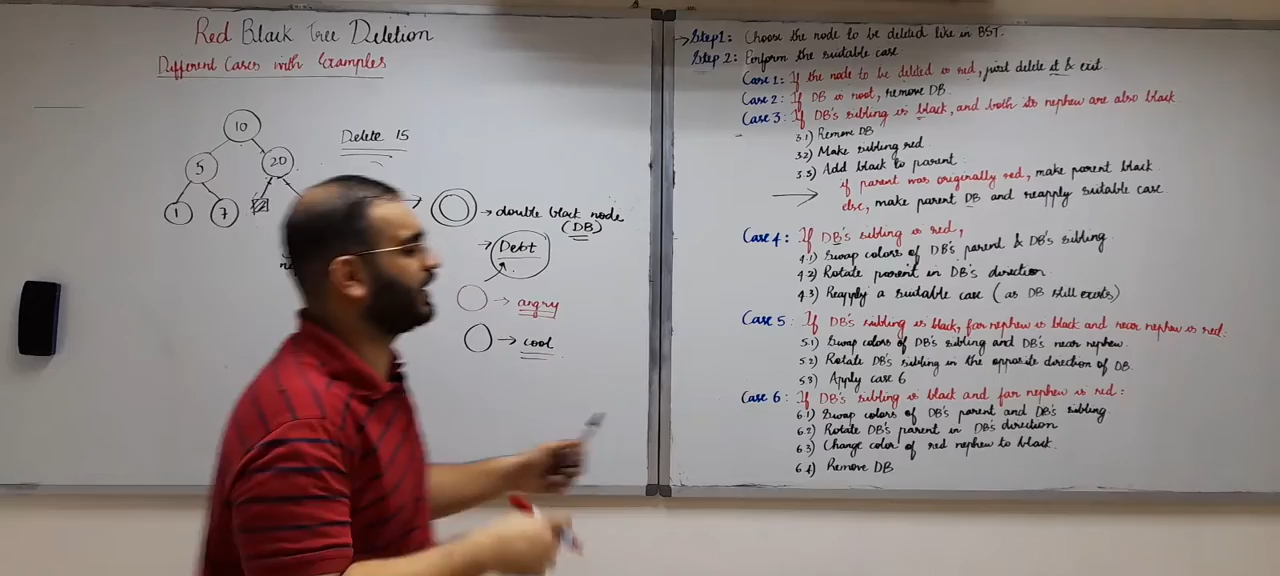 Red Black Tree Deletion
Different Cases with Examples
10
5
20
1
7
Delete 15
→ double black node
(DB)
→ Debt
→ angry
→ cool
→ Step 1: Choose the node to be deleted like in BST.
Step 2: Perform the suitable case
Case 1: If the node to be deleted is red, just delete it & exit.
Case 2: If DB is root, remove DB.
Case 3: If DB's sibling is black, and both its nephew are also black
3.1) Remove DB
3.2) Make sibling red.
3.3) Add black to parent:
if parent was originally red, make parent black
else, make parent DB and reapply suitable case
Case 4: If DB's sibling is red,
4.1) Swap colors of DB's parent & DB's sibling
4.2) Rotate parent in DB's direction
4.3) Reapply a suitable case (as DB still exists)
Case 5: If DB's sibling is black, far nephew is black and near nephew is red:
5.1) Swap colors of DB's sibling and DB's near nephew.
5.2) Rotate DB's sibling in the opposite direction of DB.
5.3) Apply case 6
Case 6: If DB's sibling is black and far nephew is red:
6.1) Swap colors of DB's parent and DB's sibling
6.2) Rotate DB's parent in DB's direction
6.3) Change color of red nephew to black.
6.4) Remove DB